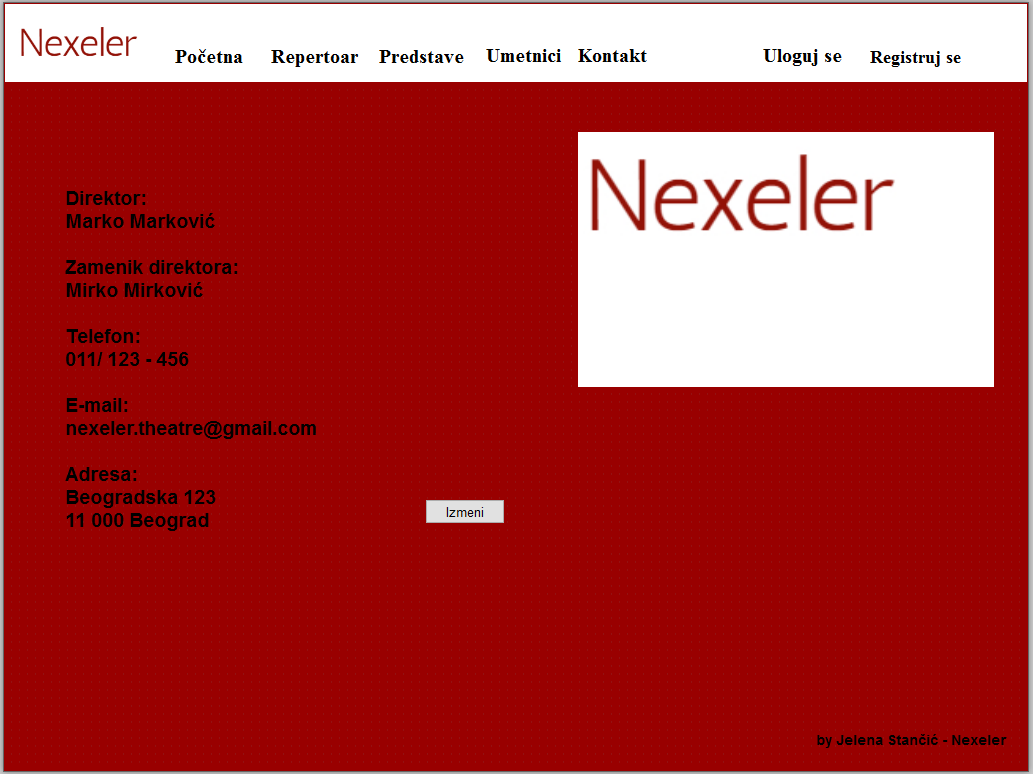 Nexeler
Početna Repertoar Predstave Umetnici Kontakt Uloguj se Registruj se
Nexeler
Direktor:
Marko Marković
Zamenik direktora:
Mirko Mirković
Telefon:
011/ 123 - 456
E-mail:
nexeler.theatre@gmail.com
Adresa:
Beogradska 123
11 000 Beograd
Izmeni
by Jelena Stančić - Nexeler